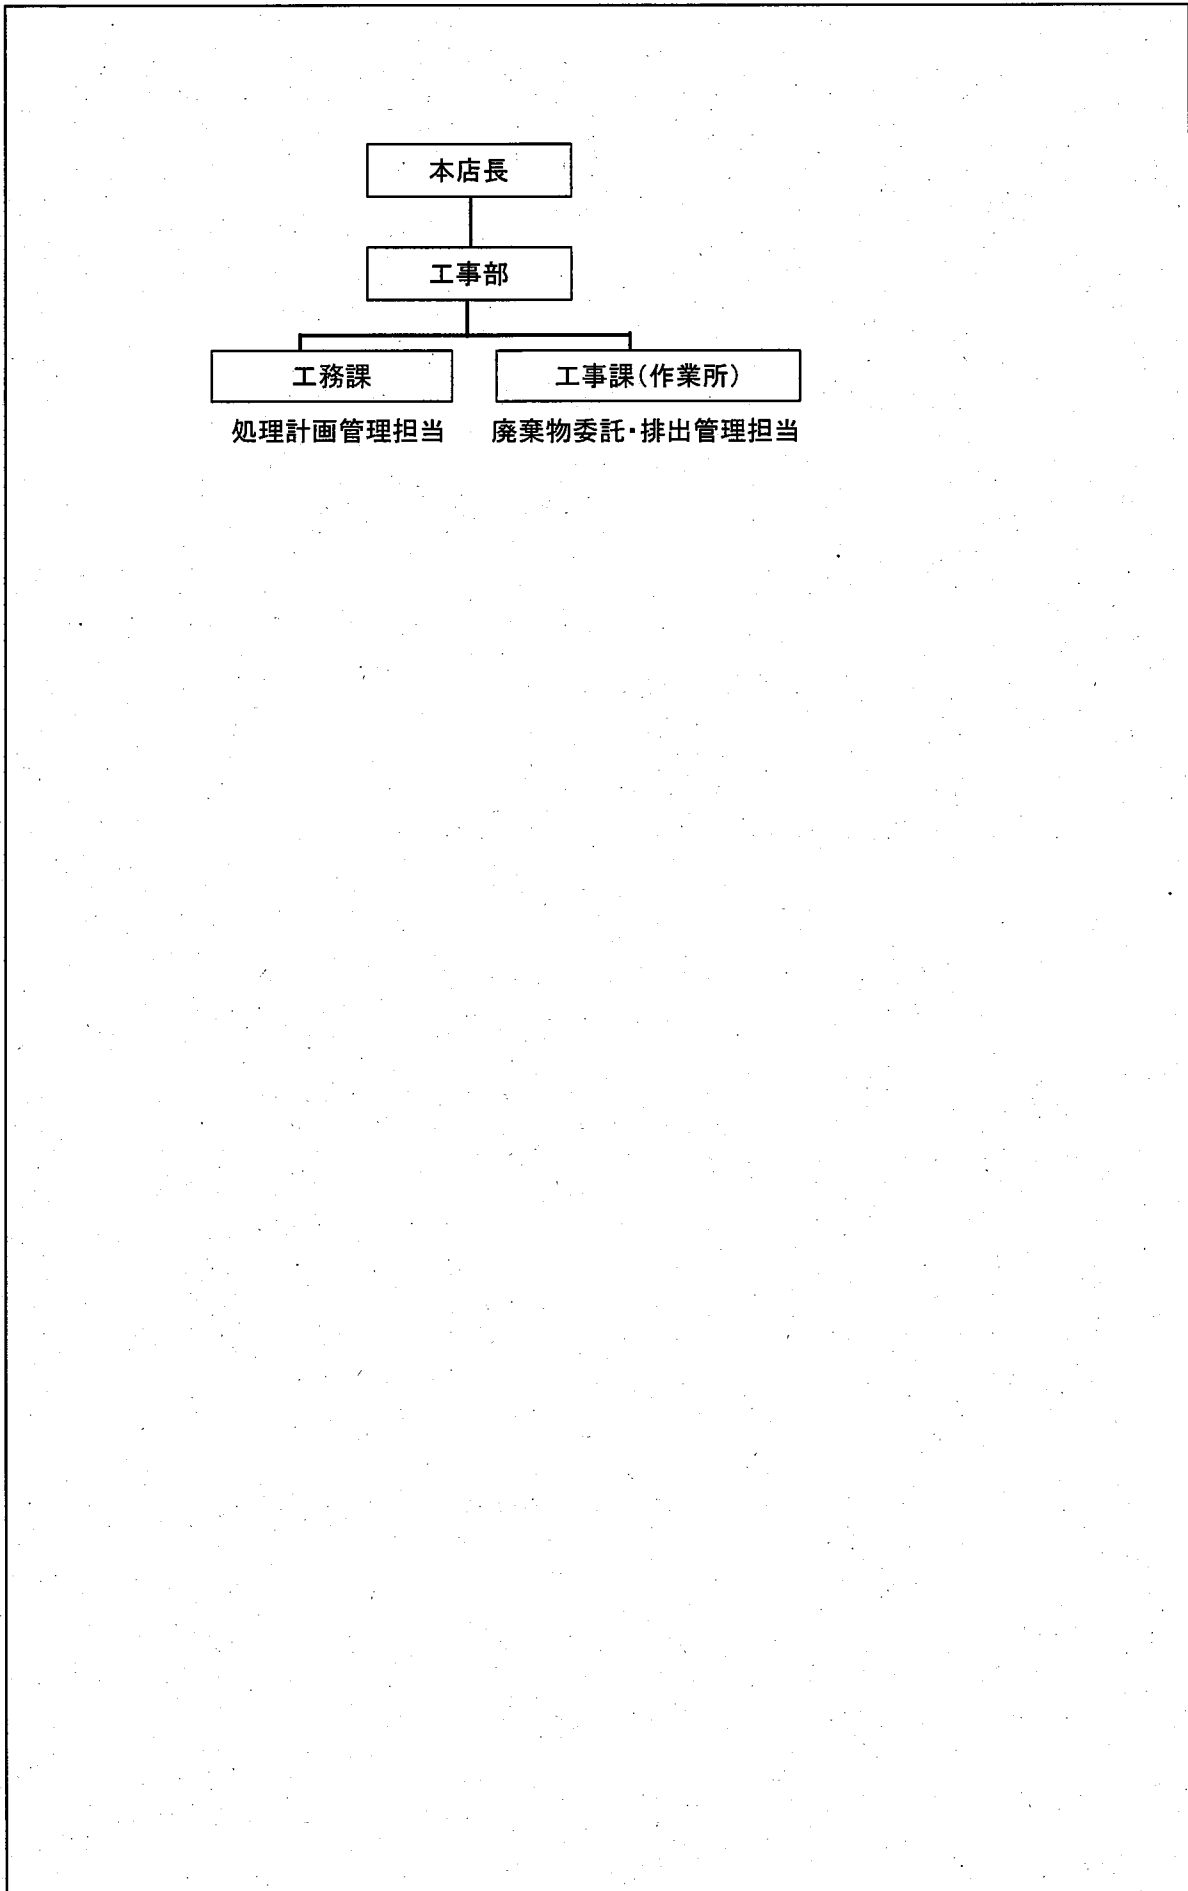 本店長
工事部
工務課
工事課(作業所)
処理計画管理担当
廃棄物委託・排出管理担当